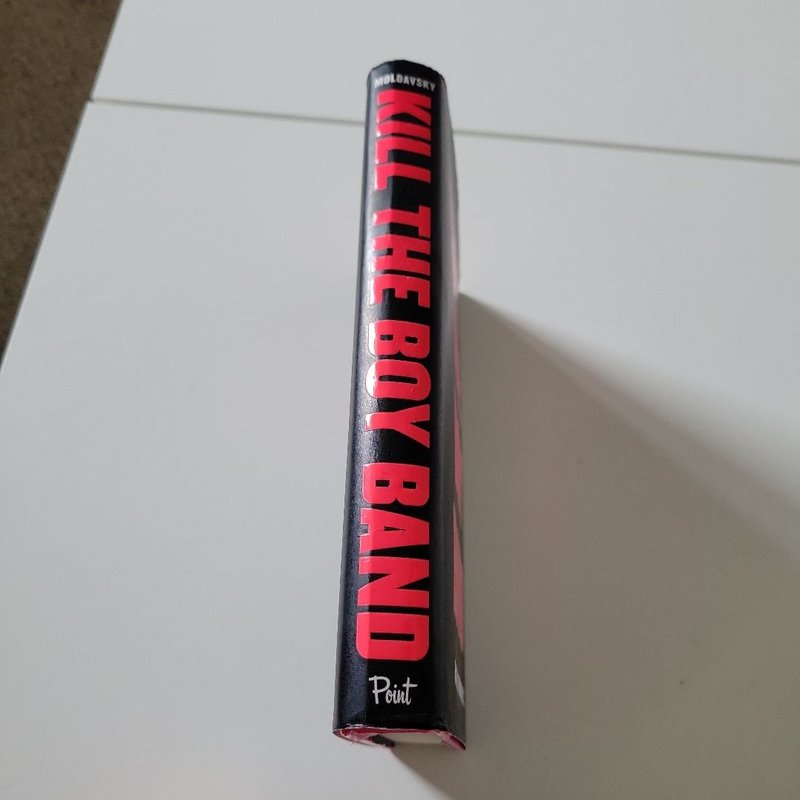 MOLDAVSKY
KILL THE BOY BAND
Point